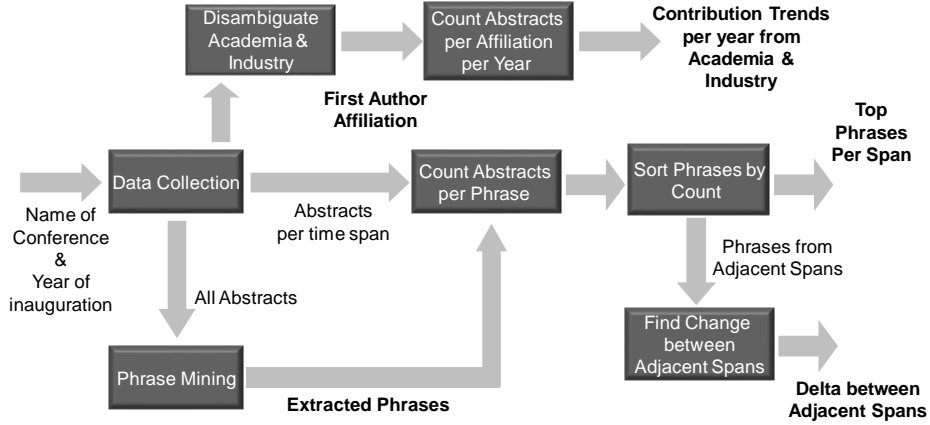 Disambiguate
Academia &
Industry
Count Abstracts
per Affiliation
per Year
Contribution Trends
per year from
Academia &
Industry
First Author
Affiliation
Top
Phrases
Per Span
Data Collection
Count Abstracts
per Phrase
Sort Phrases by
Count
Name of
Conference
&
Year of
inauguration
Abstracts
per time span
Phrases from
Adjacent Spans
All Abstracts
Find Change
between
Adjacent Spans
Phrase Mining
Extracted Phrases
Delta between
Adjacent Spans